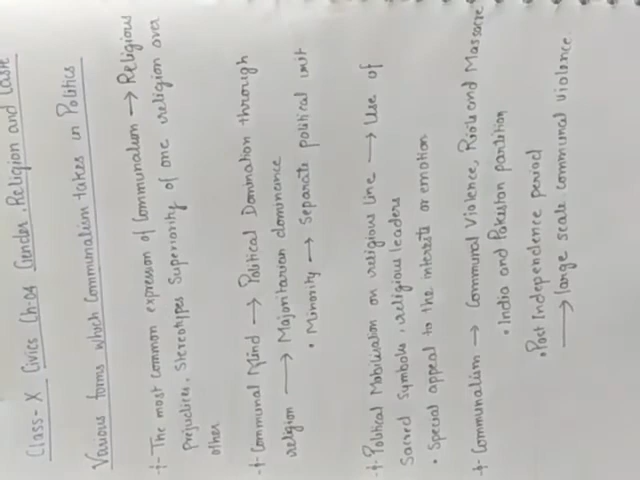 Class-X Civics Ch-04 Gender, Religion and Caste
Various forms which Communalism takes in Politics
+ The most common expression of Communalism → Religious
Prejudices, Stereotypes Superiority of one religion over
other
+ Communal Mind → Political Domination through
religion → Majoritarian dominance
• Minority → Separate political unit
+ Political Mobilization on religious line → Use of
Sacred Symbols, religious leaders
• Special appeal to the interests or emotion
+ Communalism → Communal Violence, Riots and Massacre
• India and Pakistan partition
• Post Independence period
→ large scale communal violence